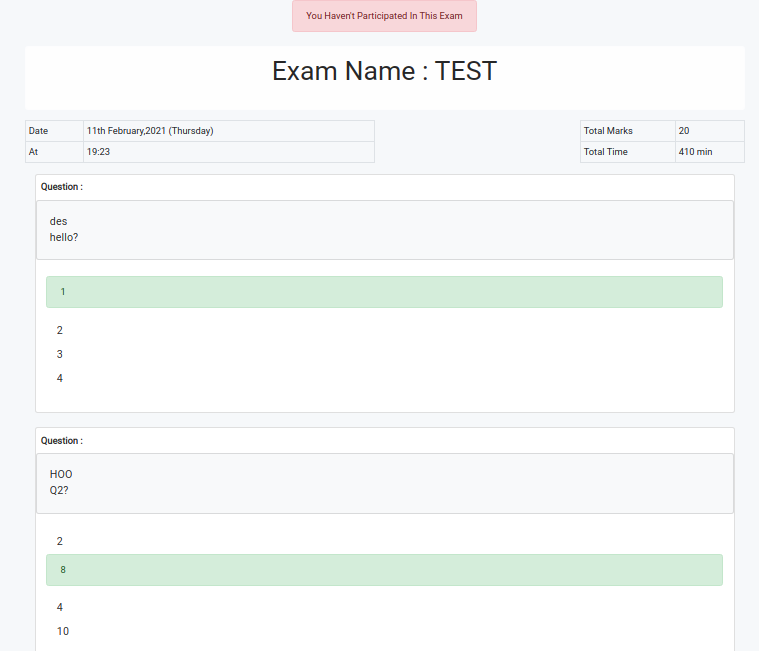 You Haven't Participated In This Exam
Exam Name : TEST
Date 11th February,2021 (Thursday)
At 19:23
Total Marks 20
Total Time 410 min
Question :
des
hello?
1
2
3
4
Question :
HOO
Q2?
2
8
4
10